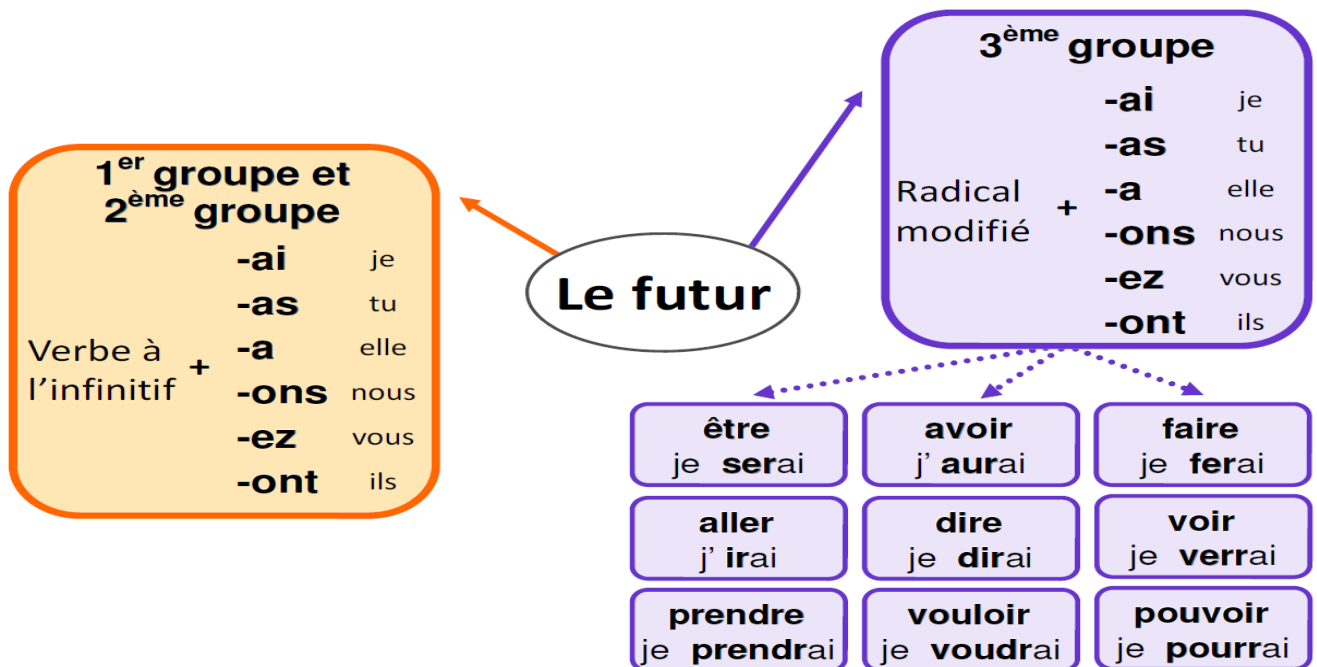 Le futur
1er groupe et
2ème groupe
Verbe à
l’infinitif
+
-ai je
-as tu
-a elle
-ons nous
-ez vous
-ont ils
3ème groupe
Radical
modifié
+
-ai je
-as tu
-a elle
-ons nous
-ez vous
-ont ils
être
je serai
avoir
j’ aurai
faire
je ferai
aller
j’ irai
dire
je dirai
voir
je verrai
prendre
je prendrai
vouloir
je voudrai
pouvoir
je pourrai